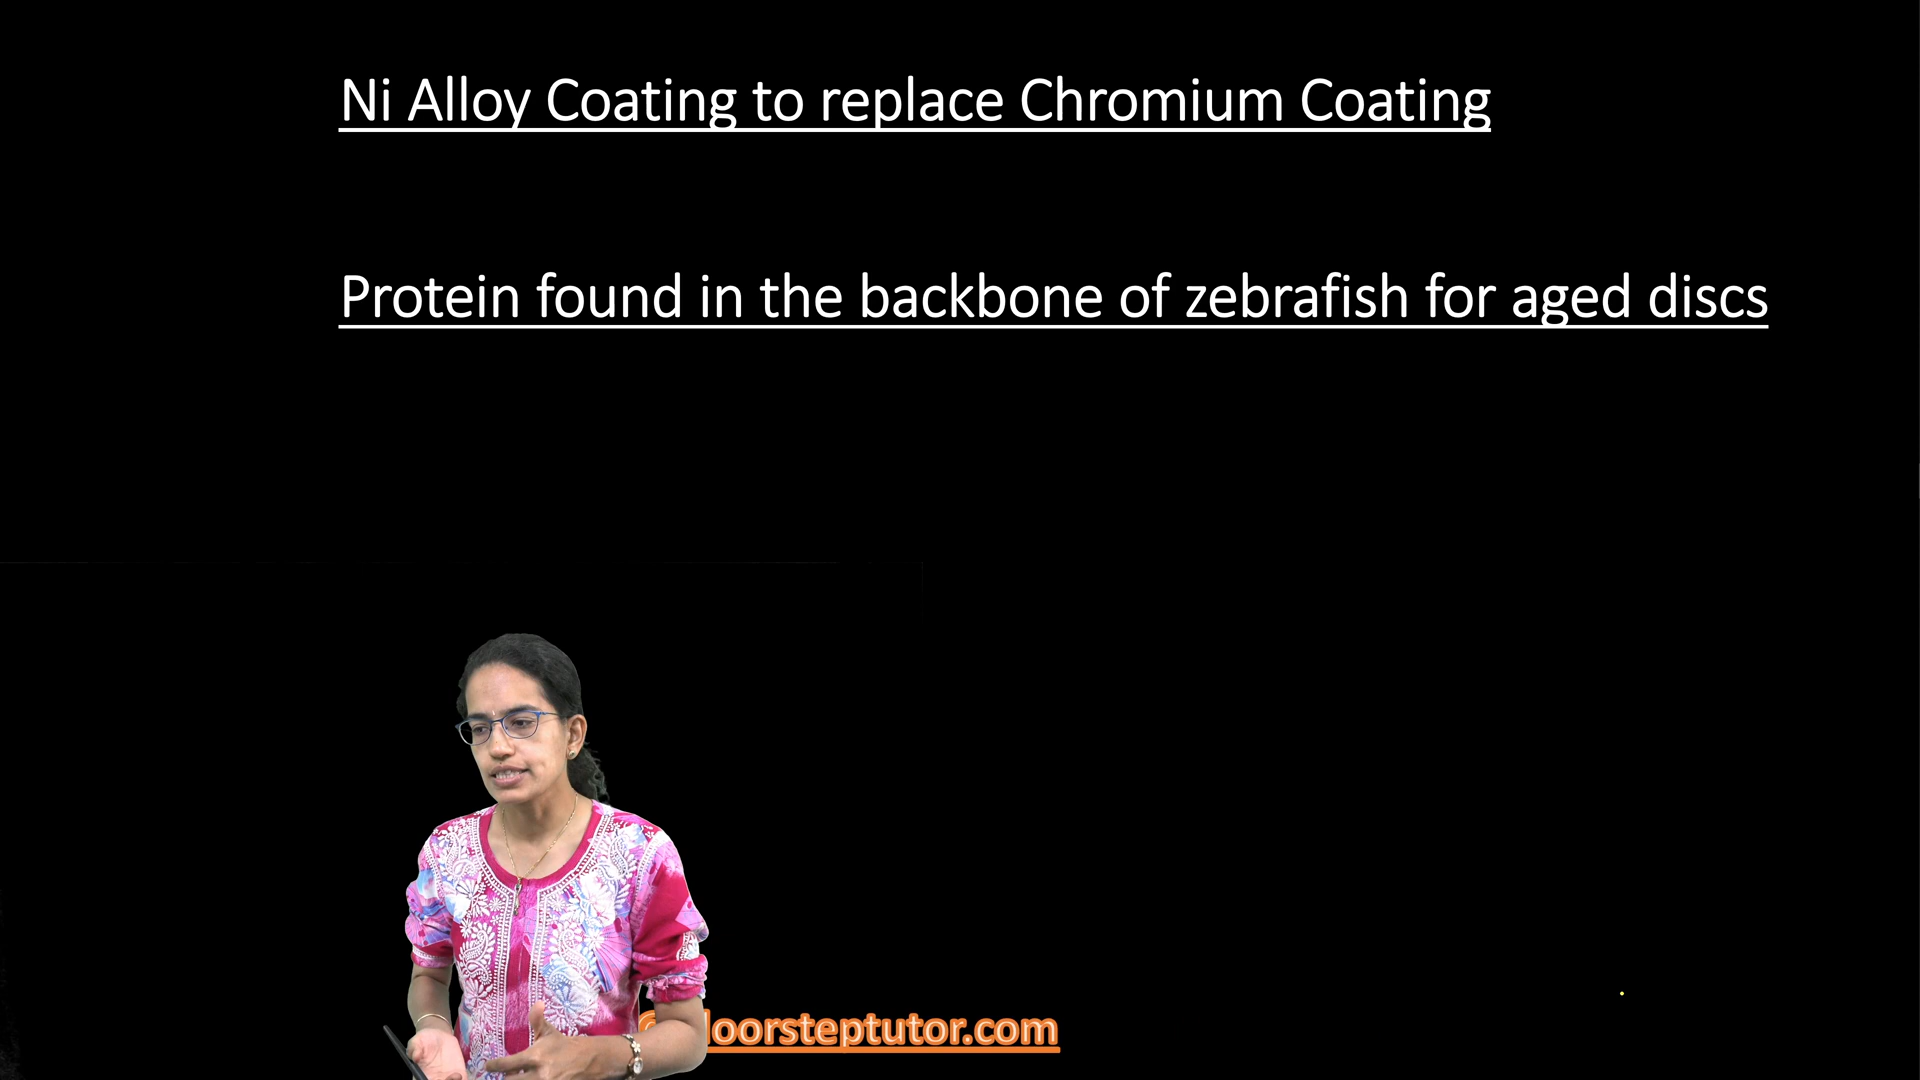 Ni Alloy Coating to replace Chromium Coating
Protein found in the backbone of zebrafish for aged discs
loorsteptutor.com